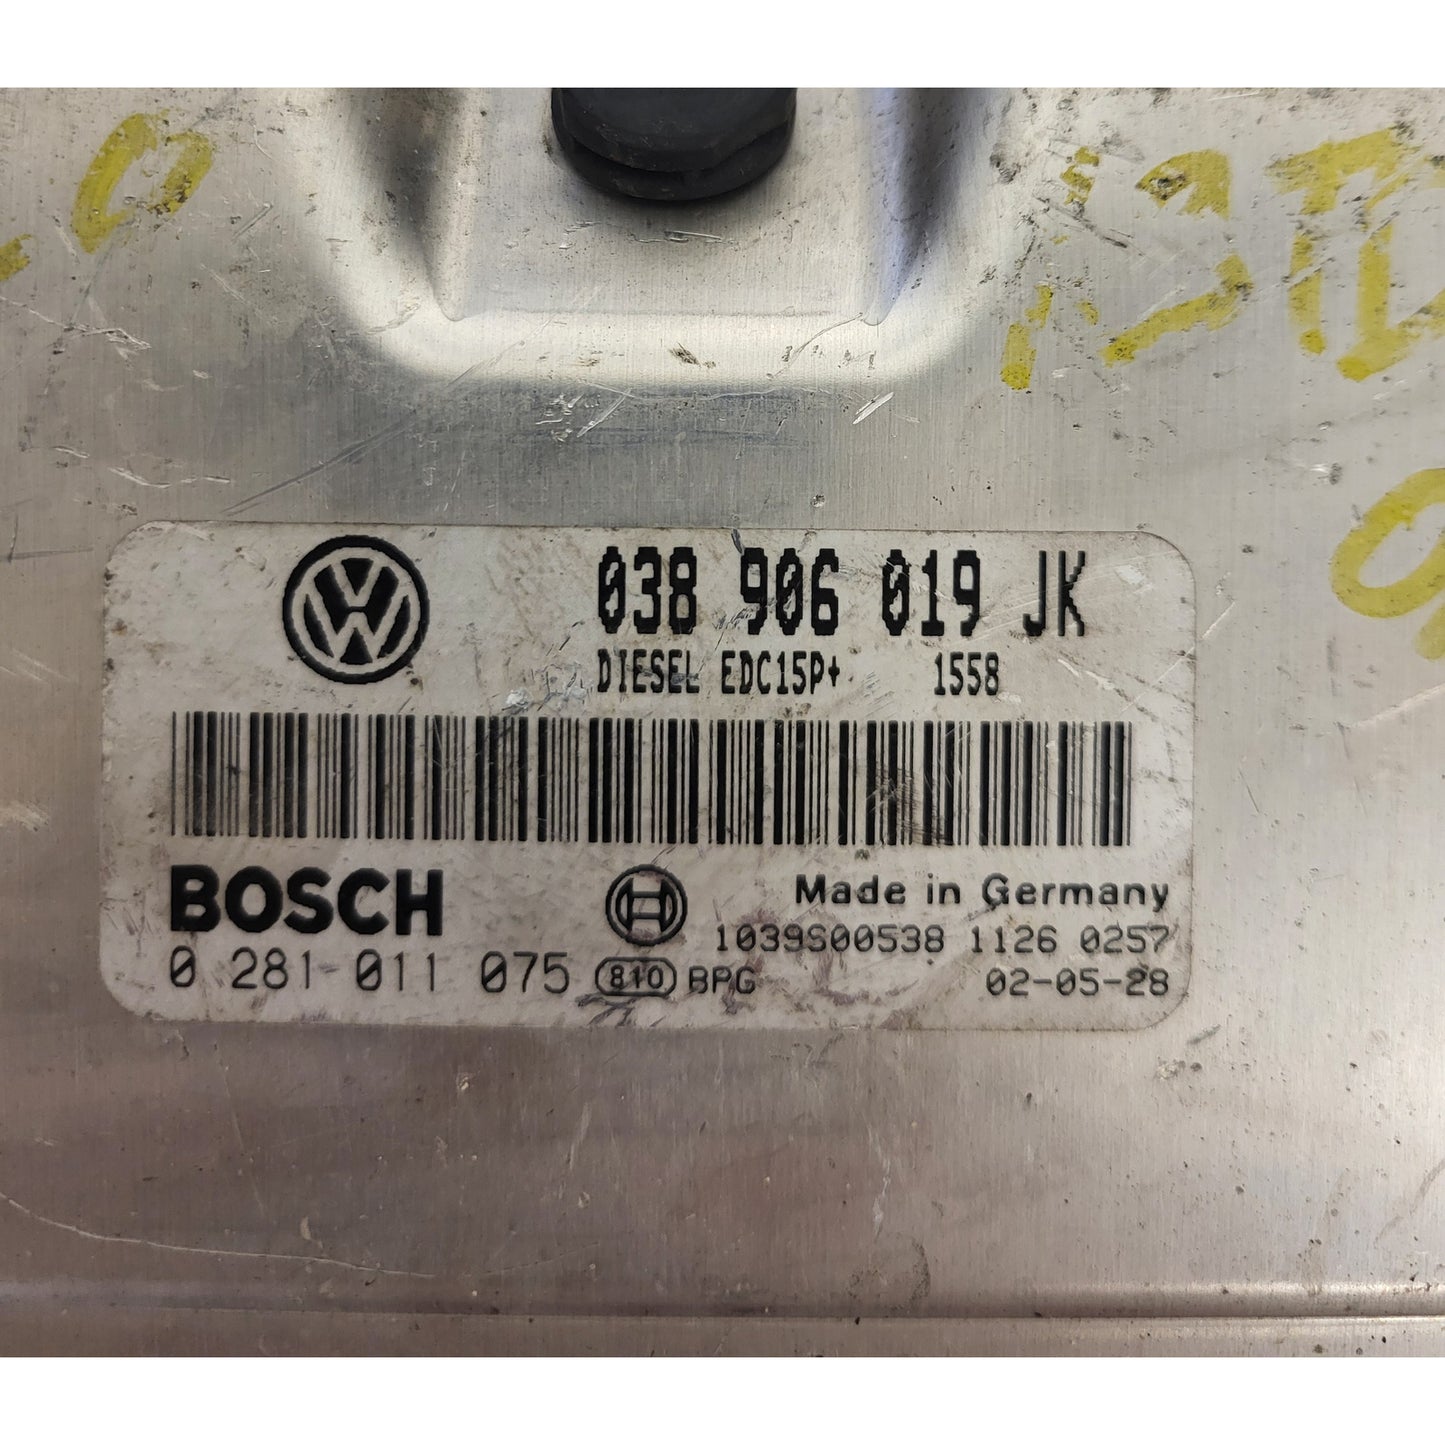 038 906 019 JK
DIESEL EDC15P+ 1558
BOSCH
Made in Germany
1039S00538 1126 0257
0 281 011 075 810 BPG 02-05-28